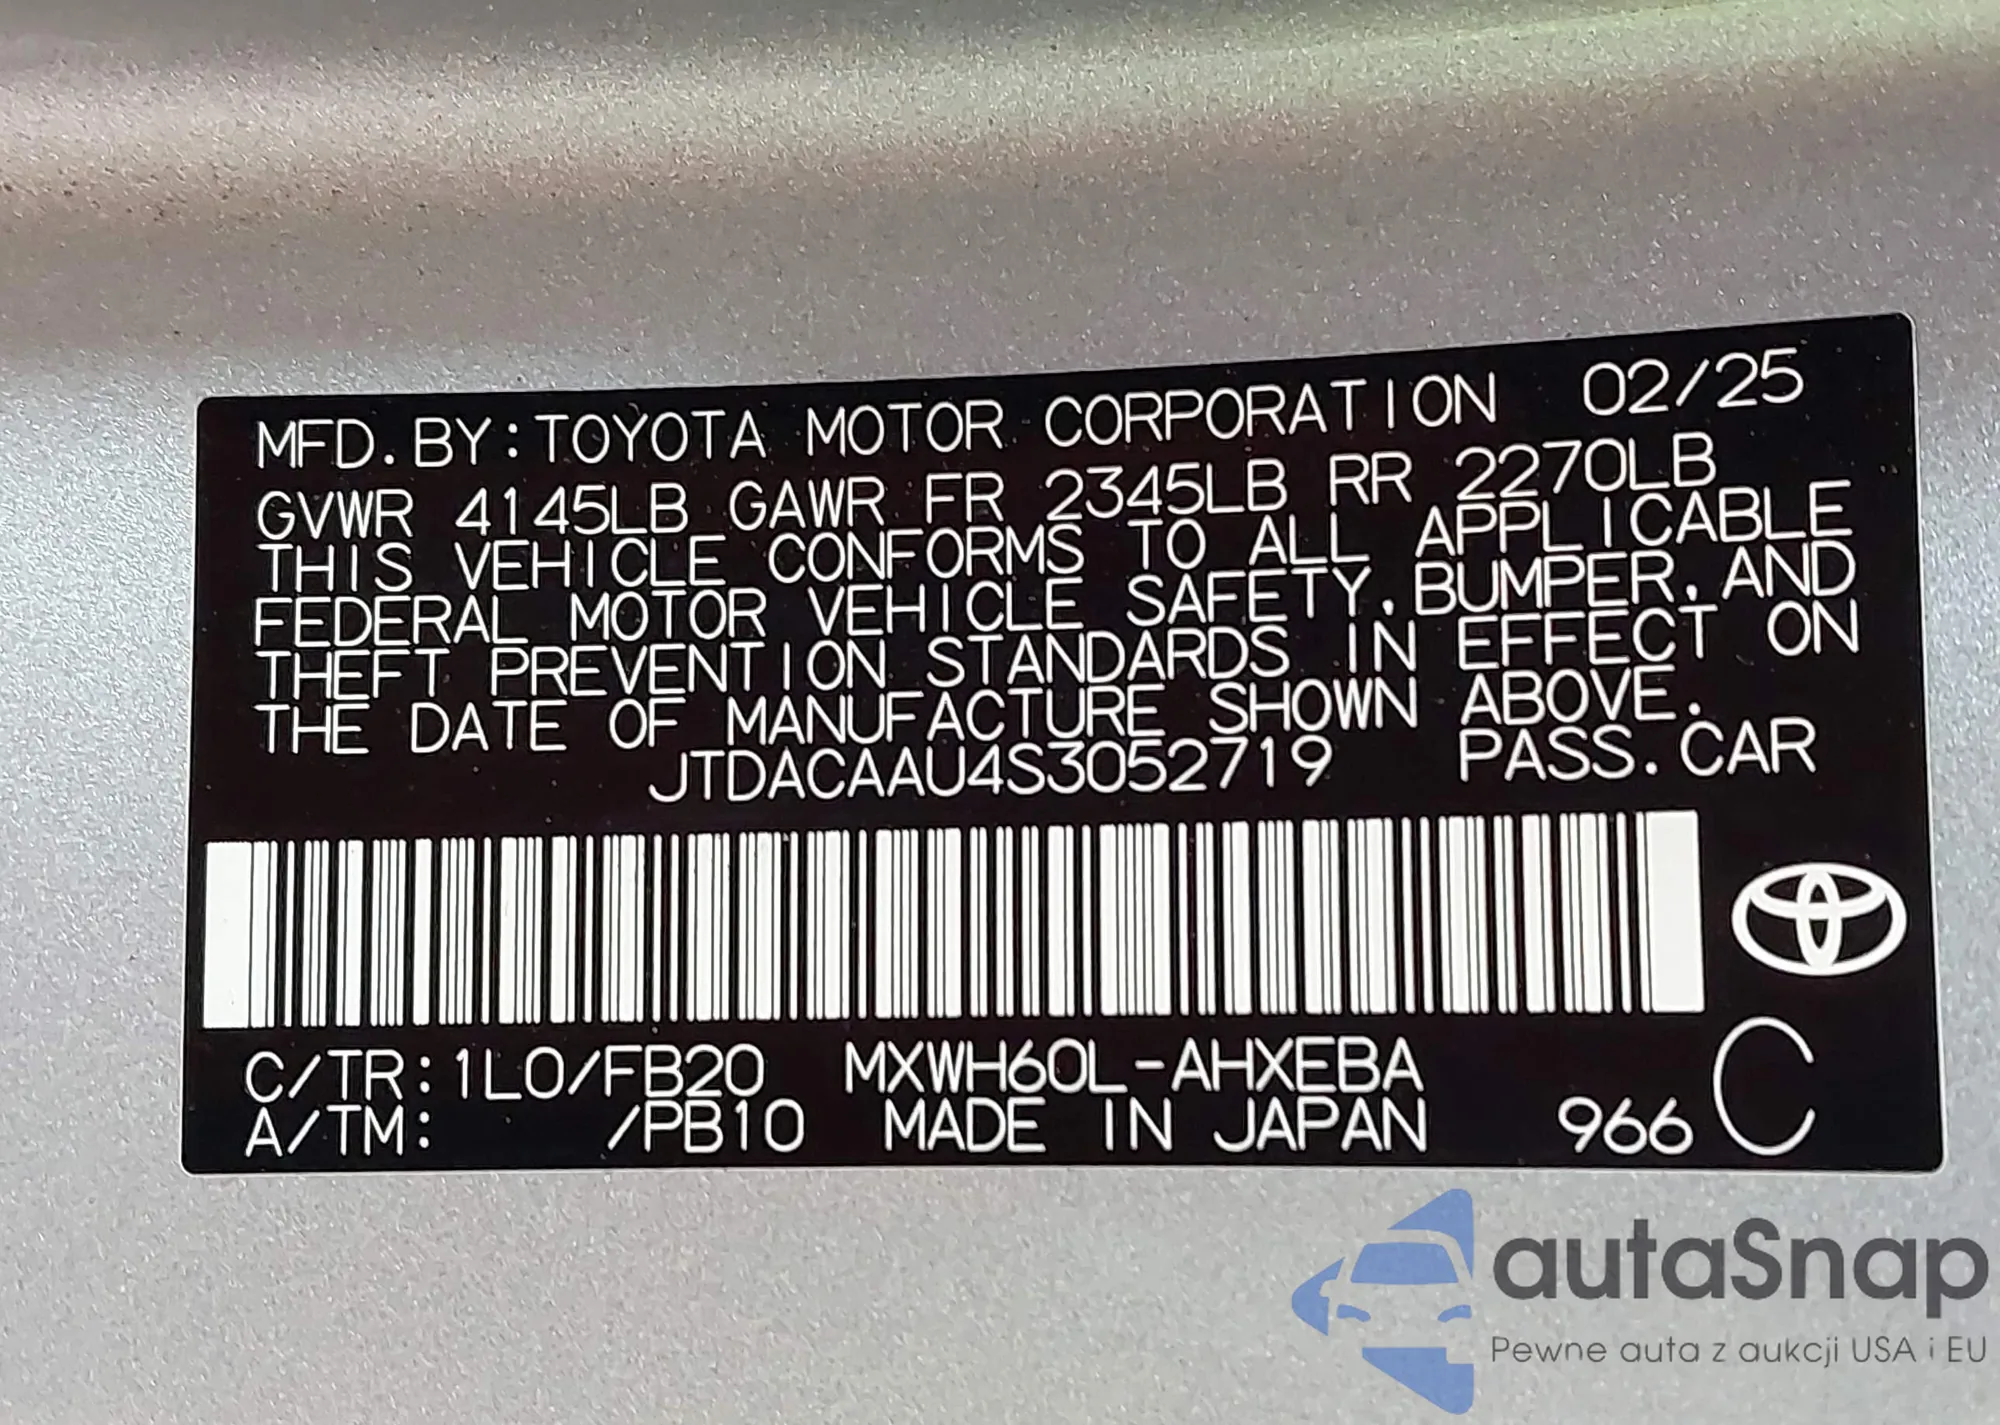 MFD.BY:TOYOTA MOTOR CORPORATION 02/25
GVWR 4145LB GAWR FR 2345LB RR 2270LB
THIS VEHICLE CONFORMS TO ALL APPLICABLE
FEDERAL MOTOR VEHICLE SAFETY,BUMPER,AND
THEFT PREVENTION STANDARDS IN EFFECT ON
THE DATE OF MANUFACTURE SHOWN ABOVE.
JTDACAAU4S3052719 PASS.CAR
C/TR:1L0/FB20 MXWH60L-AHXEBA
A/TM: /PB10 MADE IN JAPAN 966 C
autaSnap
Pewne auta z aukcji USA i EU